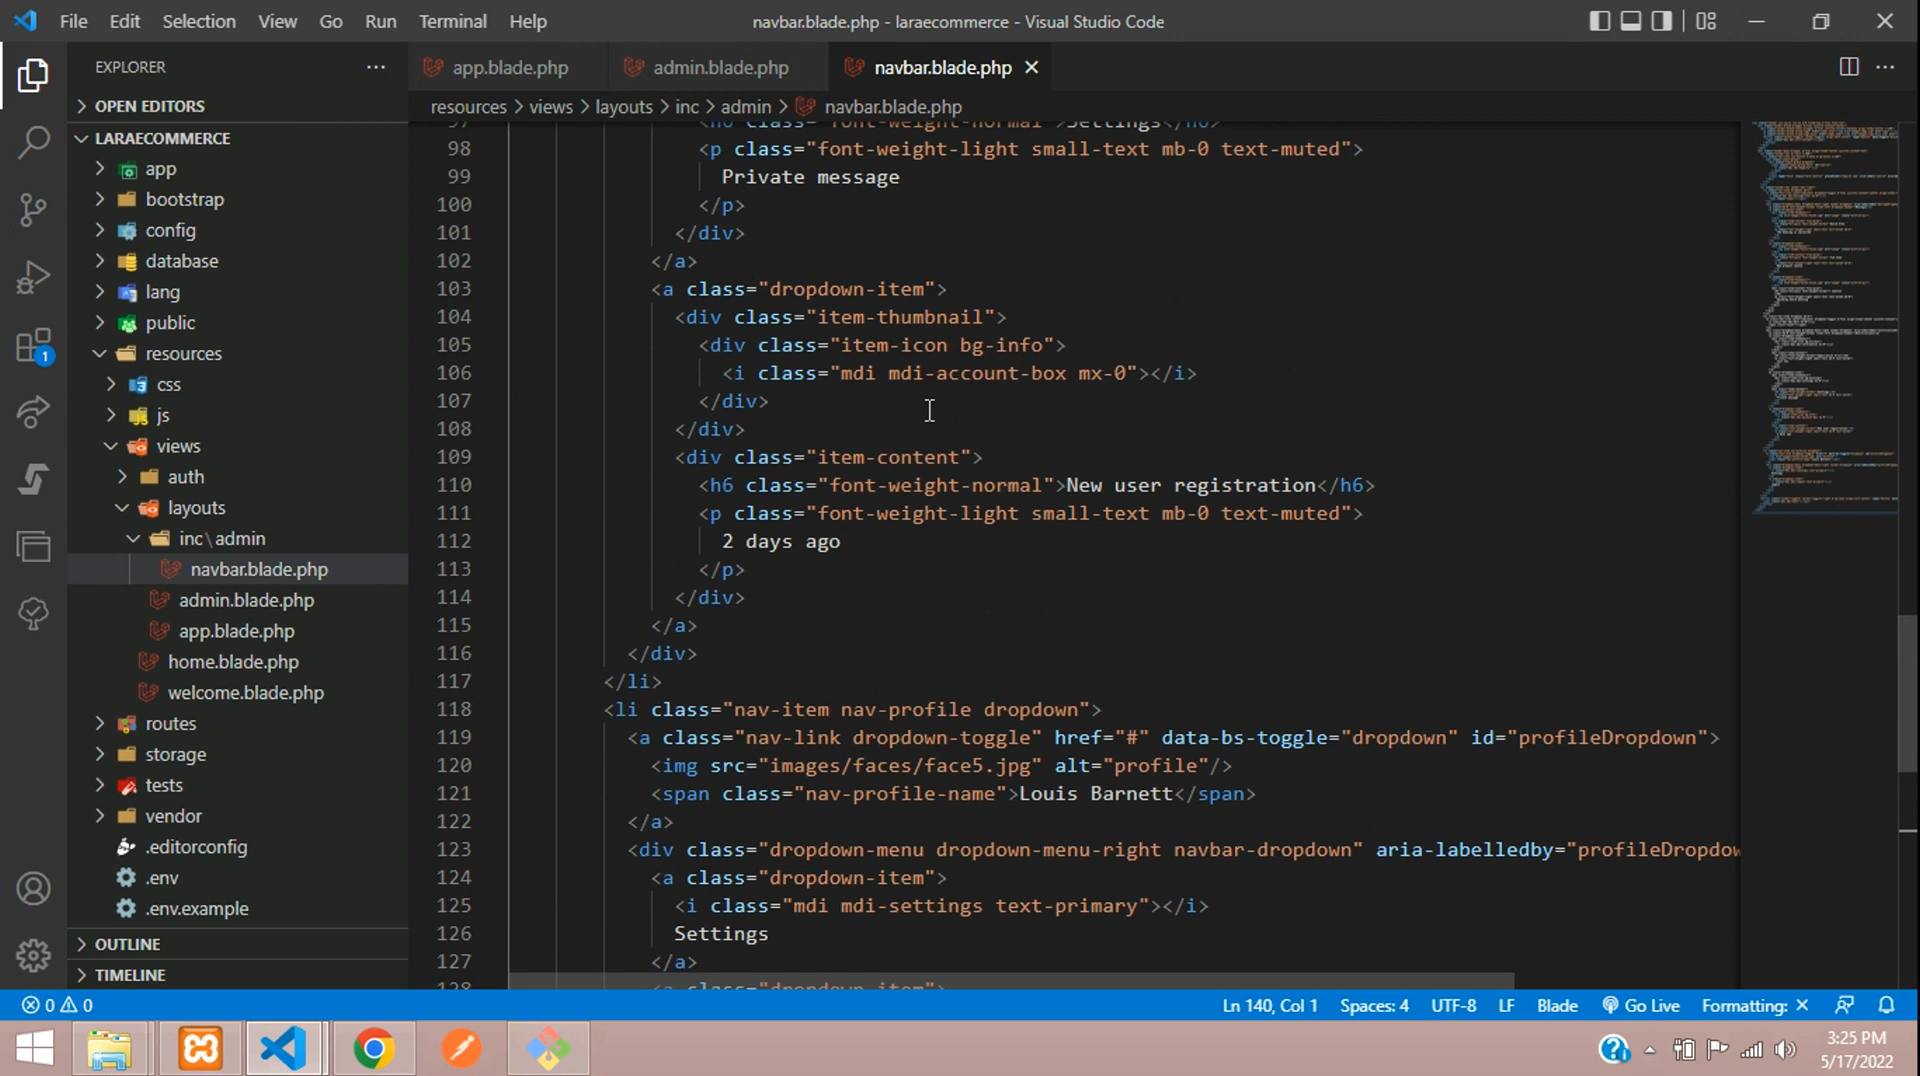 File Edit Selection View Go Run Terminal Help
navbar.blade.php - laraecommerce - Visual Studio Code
EXPLORER
app.blade.php
admin.blade.php
navbar.blade.php
OPEN EDITORS
resources > views > layouts > inc > admin > navbar.blade.php
LARAECOMMERCE
app
bootstrap
config
database
lang
public
resources
css
js
views
auth
layouts
inc\admin
navbar.blade.php
admin.blade.php
app.blade.php
home.blade.php
welcome.blade.php
routes
storage
tests
vendor
.editorconfig
.env
.env.example
OUTLINE
TIMELINE
1
98 <p class="font-weight-light small-text mb-0 text-muted">
99 Private message
100 </p>
101 </div>
102 </a>
103 <a class="dropdown-item">
104 <div class="item-thumbnail">
105 <div class="item-icon bg-info">
106 <i class="mdi mdi-account-box mx-0"></i>
107 </div>
108 </div>
109 <div class="item-content">
110 <h6 class="font-weight-normal">New user registration</h6>
111 <p class="font-weight-light small-text mb-0 text-muted">
112 2 days ago
113 </p>
114 </div>
115 </a>
116 </div>
117 </li>
118 <li class="nav-item nav-profile dropdown">
119 <a class="nav-link dropdown-toggle" href="#" data-bs-toggle="dropdown" id="profileDropdown">
120 <img src="images/faces/face5.jpg" alt="profile"/>
121 <span class="nav-profile-name">Louis Barnett</span>
122 </a>
123 <div class="dropdown-menu dropdown-menu-right navbar-dropdown" aria-labelledby="profileDropdow
124 <a class="dropdown-item">
125 <i class="mdi mdi-settings text-primary"></i>
126 Settings
127 </a>
0 0
Ln 140, Col 1 Spaces: 4 UTF-8 LF Blade Go Live Formatting: ✕
3:25 PM
5/17/2022